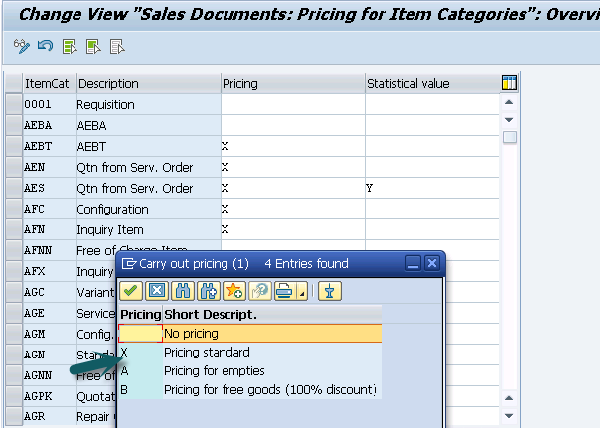 Change View "Sales Documents: Pricing for Item Categories": Overvi
ItemCat Description Pricing Statistical value
0001 Requisition
AEBA AEBA
AEBT AEBT X
AEN Qtn from Serv. Order X
AES Qtn from Serv. Order X Y
AFC Configuration X
AFN Inquiry Item X
AFNN Free of Charge Item
AFX Inquiry
AGC Variant
AGE Service
AGM Config.
AGN Standa
AGNN Free of
AGPK Quotat
AGR Repair
Carry out pricing (1) 4 Entries found
Pricing Short Descript.
No pricing
X Pricing standard
A Pricing for empties
B Pricing for free goods (100% discount)